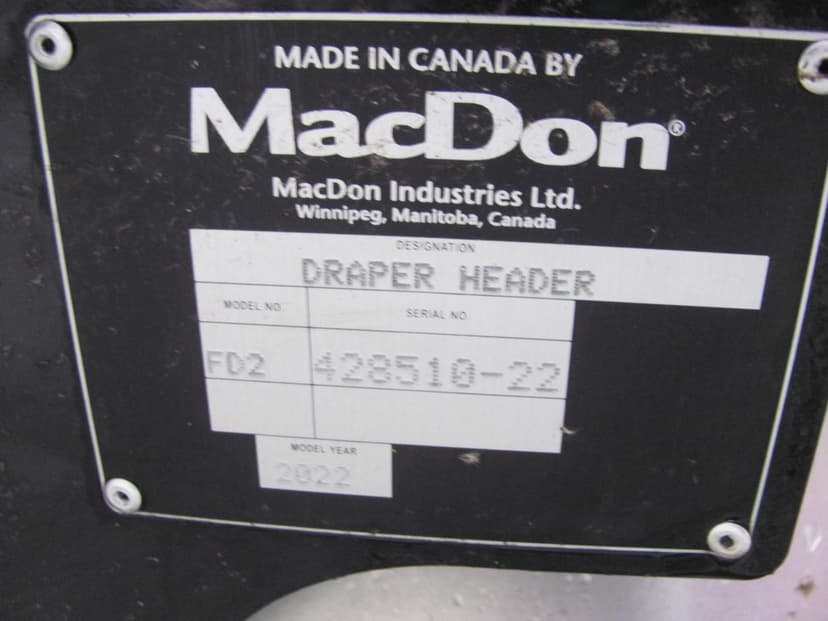 MADE IN CANADA BY
MacDon®
MacDon Industries Ltd.
Winnipeg, Manitoba, Canada
DESIGNATION
DRAPER HEADER
MODEL NO. SERIAL NO.
FD2 428510-22
MODEL YEAR
2022